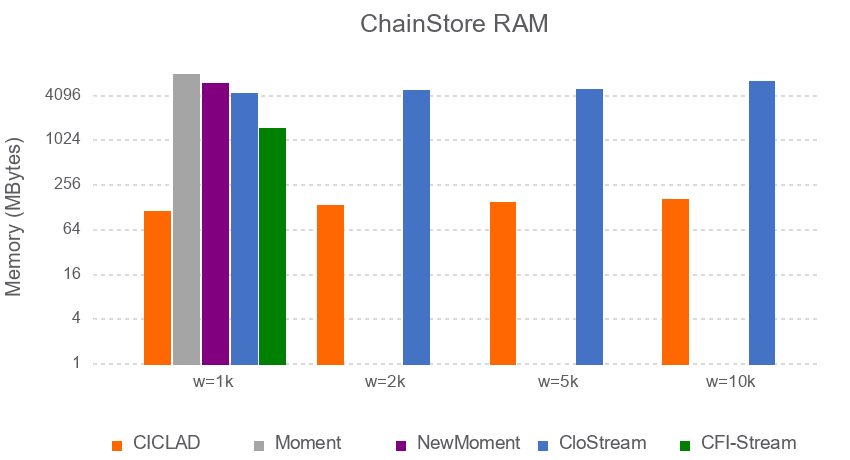 ChainStore RAM
Memory (MBytes)
4096
1024
256
64
16
4
1
w=1k w=2k w=5k w=10k
CICLAD Moment NewMoment CloStream CFI-Stream